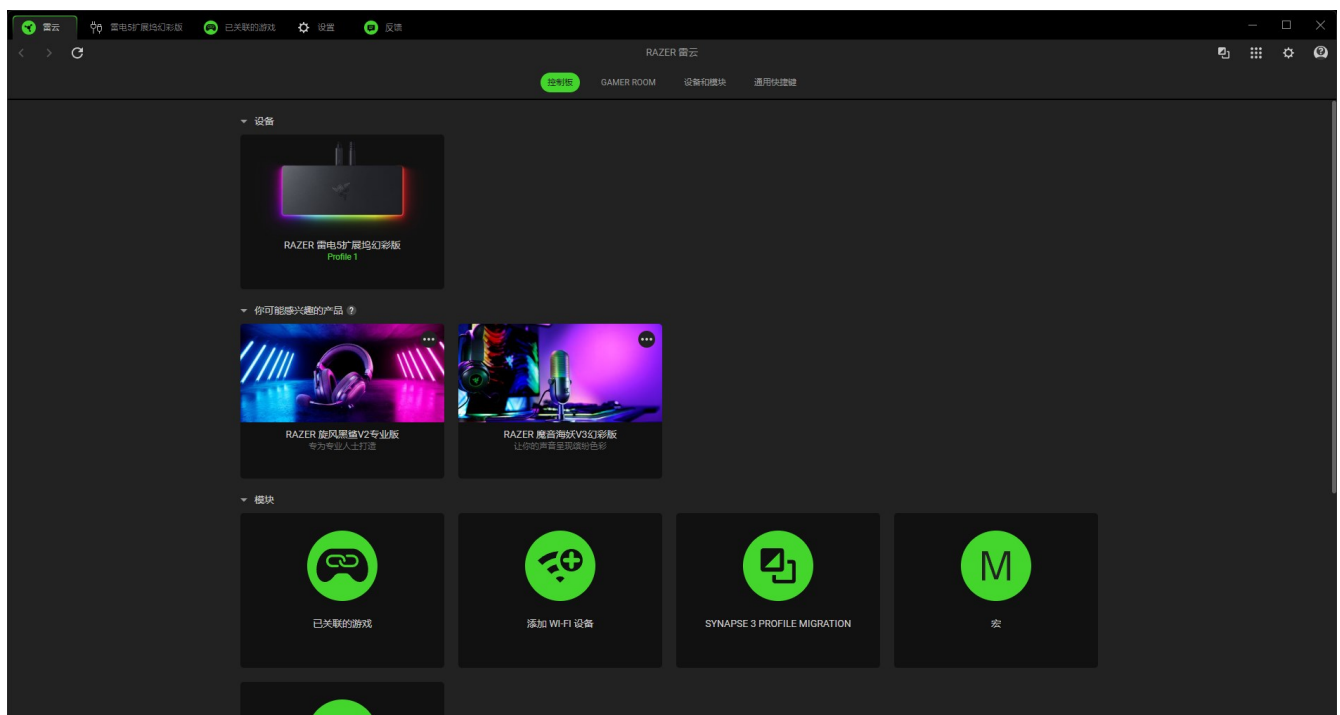 雷云
雷电5扩展坞幻彩版
已关联的游戏
设置
反馈
RAZER 雷云
控制板
GAMER ROOM
设备和模块
通用快捷键
设备
RAZER 雷电5扩展坞幻彩版
Profile 1
你可能感兴趣的产品 ?
RAZER 旋风黑鲨V2专业版
专为专业人士打造
RAZER 魔音海妖V3幻彩版
让你的声音呈现缤纷色彩
模块
已关联的游戏
添加 WI-FI 设备
SYNAPSE 3 PROFILE MIGRATION
M
宏